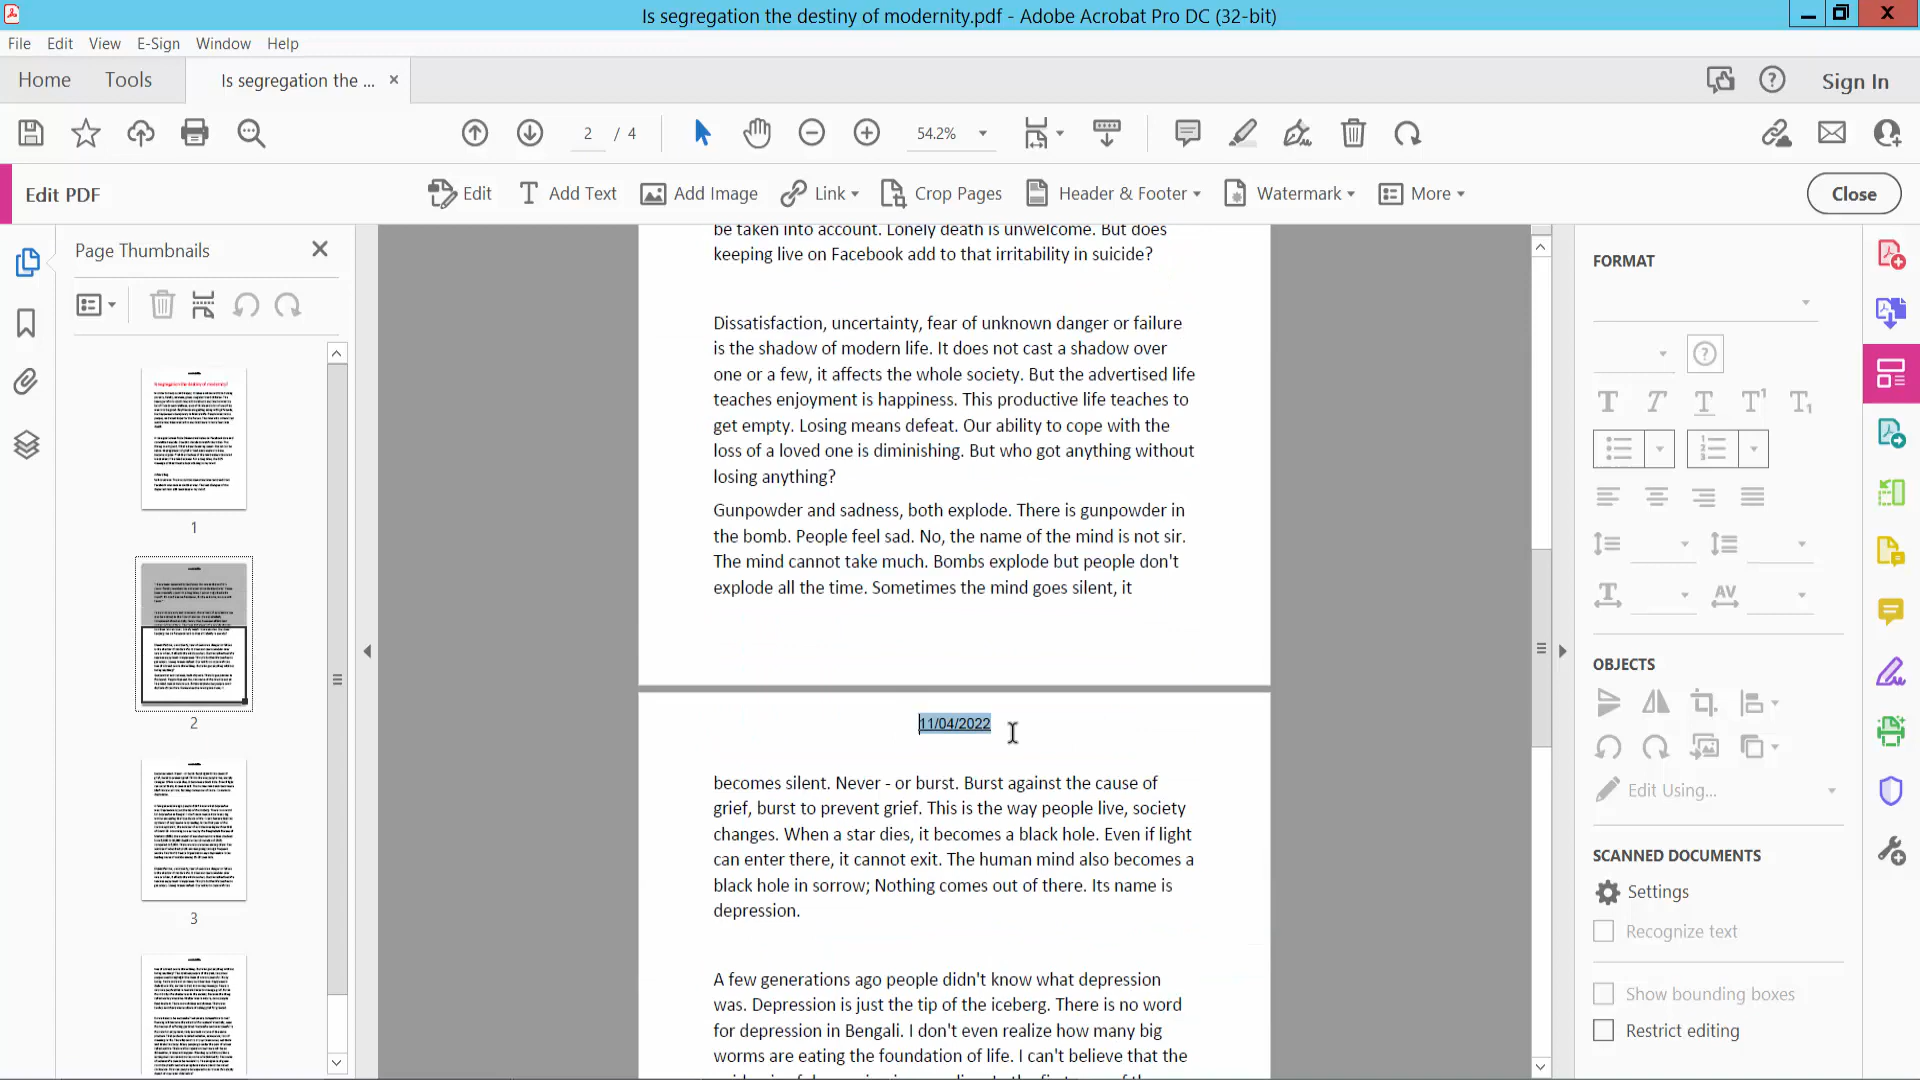 Is segregation the destiny of modernity.pdf - Adobe Acrobat Pro DC (32-bit)
File Edit View E-Sign Window Help
Home Tools Is segregation the ... × Sign In
2 / 4 54.2%
Edit PDF Edit Add Text Add Image Link Crop Pages Header & Footer Watermark More Close
Page Thumbnails
1
2
3
be taken into account. Lonely death is unwelcome. But does
keeping live on Facebook add to that irritability in suicide?
Dissatisfaction, uncertainty, fear of unknown danger or failure
is the shadow of modern life. It does not cast a shadow over
one or a few, it affects the whole society. But the advertised life
teaches enjoyment is happiness. This productive life teaches to
get empty. Losing means defeat. Our ability to cope with the
loss of a loved one is diminishing. But who got anything without
losing anything?
Gunpowder and sadness, both explode. There is gunpowder in
the bomb. People feel sad. No, the name of the mind is not sir.
The mind cannot take much. Bombs explode but people don't
explode all the time. Sometimes the mind goes silent, it
11/04/2022
becomes silent. Never - or burst. Burst against the cause of
grief, burst to prevent grief. This is the way people live, society
changes. When a star dies, it becomes a black hole. Even if light
can enter there, it cannot exit. The human mind also becomes a
black hole in sorrow; Nothing comes out of there. Its name is
depression.
A few generations ago people didn't know what depression
was. Depression is just the tip of the iceberg. There is no word
for depression in Bengali. I don't even realize how many big
worms are eating the foundation of life. I can't believe that the
FORMAT
OBJECTS
Edit Using...
SCANNED DOCUMENTS
Settings
Recognize text
Show bounding boxes
Restrict editing